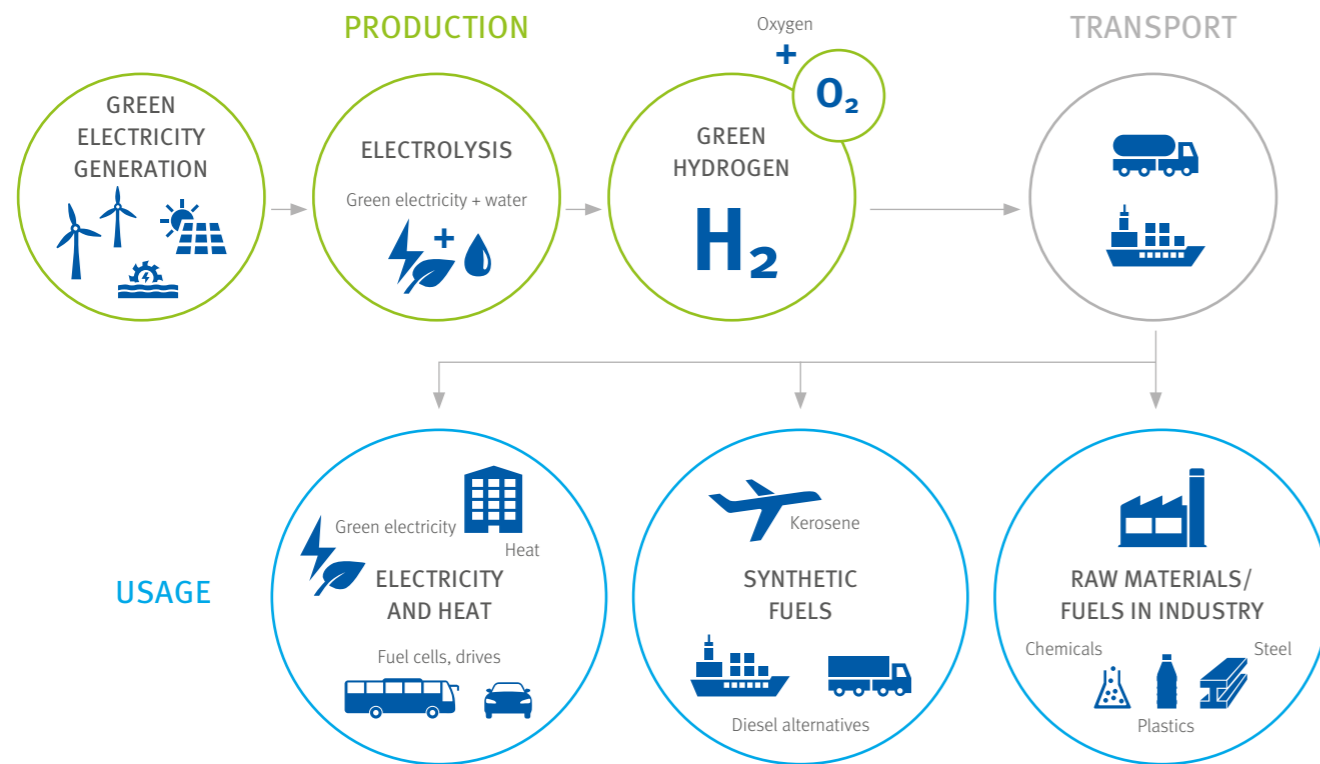 PRODUCTION
Oxygen
+
O₂
TRANSPORT
GREEN
ELECTRICITY
GENERATION
ELECTROLYSIS
Green electricity + water
+
GREEN
HYDROGEN
H₂
USAGE
Green electricity
Heat
ELECTRICITY
AND HEAT
Fuel cells, drives
Kerosene
SYNTHETIC
FUELS
Diesel alternatives
RAW MATERIALS/
FUELS IN INDUSTRY
Chemicals
Steel
Plastics